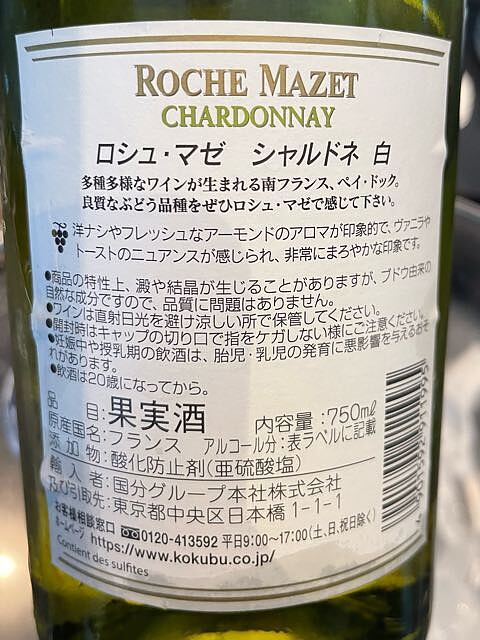 ROCHE MAZET
CHARDONNAY
ロシュ・マゼ シャルドネ 白
多種多様なワインが生まれる南フランス、ペイ・ドック。
良質なぶどう品種をぜひロシュ・マゼで感じて下さい。
洋ナシやフレッシュなアーモンドのアロマが印象的で、ヴァニラや
トーストのニュアンスが感じられ、非常にまろやかな印象です。
●商品の特性上、澱や結晶が生じることがありますが、ブドウ由来の
自然な成分ですので、品質に問題はありません。
●ワインは直射日光を避け涼しい所で保管してください。
●開封時はキャップの切り口で指をケガしない様にご注意ください。
●妊娠中や授乳期の飲酒は、胎児・乳児の発育に悪影響を与えるおそ
れがあります。
●飲酒は20歳になってから。
品 目:果実酒 内容量:750mℓ
原産国名:フランス アルコール分:表ラベルに記載
添加物:酸化防止剤(亜硫酸塩)
輸入者:国分グループ本社株式会社
及び引取先:東京都中央区日本橋1-1-1
お客様相談窓口 0120-413592 平日9:00~17:00(土、日、祝日除く)
ホームページ https://www.kokubu.co.jp/
Contient des sulfites